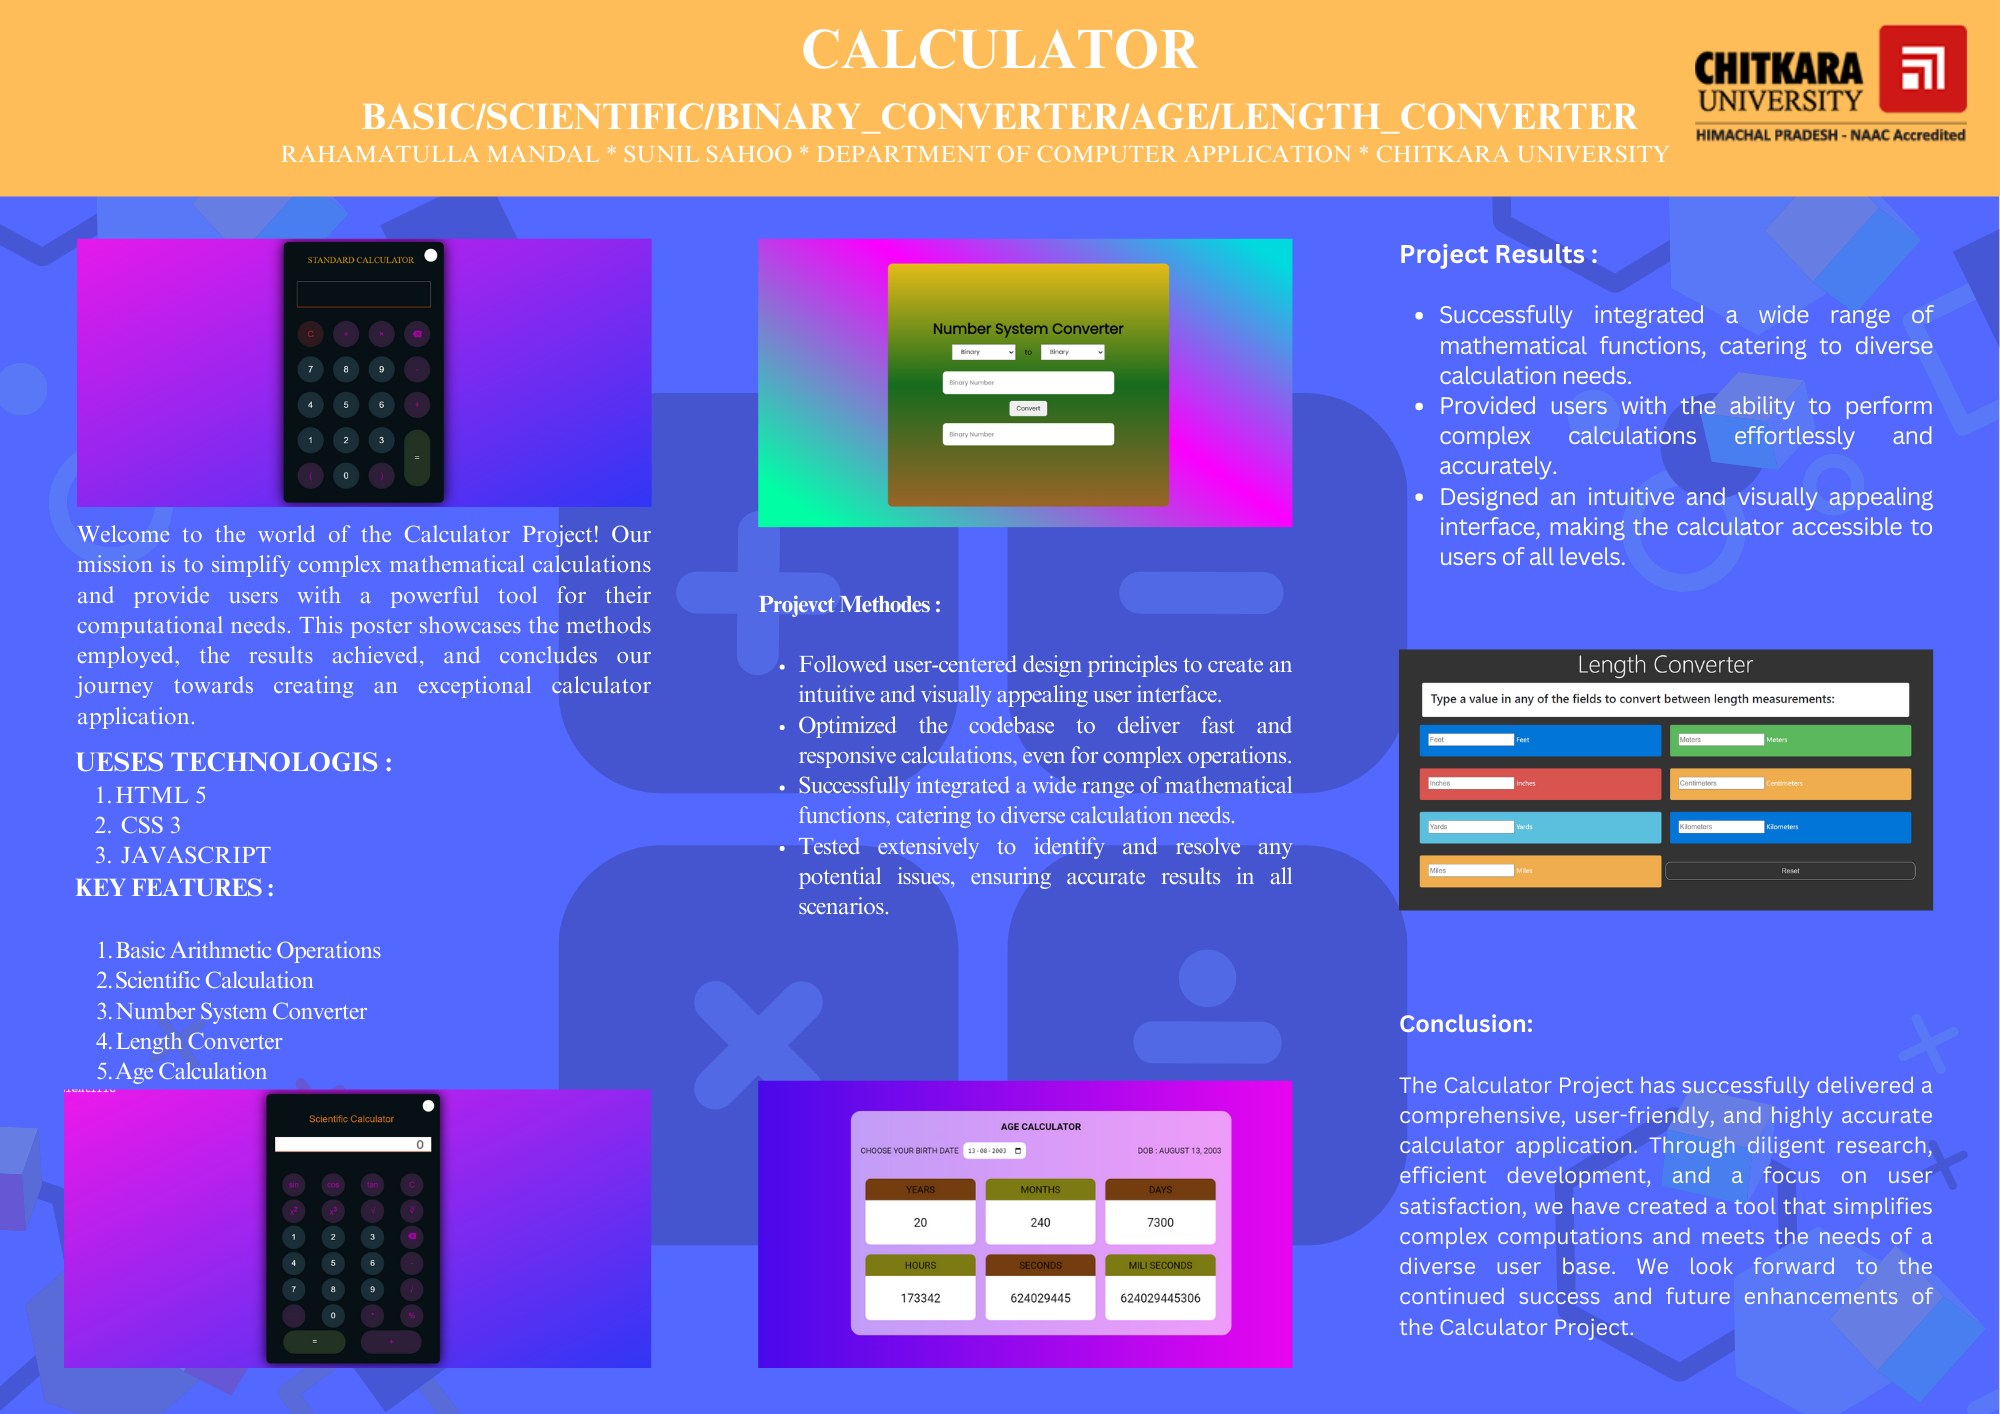 CALCULATOR
BASIC/SCIENTIFIC/BINARY_CONVERTER/AGE/LENGTH_CONVERTER
RAHAMATULLA MANDAL * SUNIL SAHOO * DEPARTMENT OF COMPUTER APPLICATION * CHITKARA UNIVERSITY
CHITKARA
UNIVERSITY
HIMACHAL PRADESH - NAAC Accredited
STANDARD CALCULATOR
C
7 8 9 -
4 5 6 +
1 2 3
=
( 0 )
Welcome to the world of the Calculator Project! Our
mission is to simplify complex mathematical calculations
and provide users with a powerful tool for their
computational needs. This poster showcases the methods
employed, the results achieved, and concludes our
journey towards creating an exceptional calculator
application.
UESES TECHNOLOGIS :
1. HTML 5
2. CSS 3
3. JAVASCRIPT
KEY FEATURES :
1. Basic Arithmetic Operations
2. Scientific Calculation
3. Number System Converter
4. Length Converter
5. Age Calculation
Scientific Calculator
0
sin cos tan C
x² x³ √
1 2 3
4 5 6 -
7 8 9 /
0 * %
= +
Number System Converter
Binary to Binary
Binary Number
Convert
Binary Number
Projevct Methodes :
• Followed user-centered design principles to create an
intuitive and visually appealing user interface.
• Optimized the codebase to deliver fast and
responsive calculations, even for complex operations.
• Successfully integrated a wide range of mathematical
functions, catering to diverse calculation needs.
• Tested extensively to identify and resolve any
potential issues, ensuring accurate results in all
scenarios.
AGE CALCULATOR
CHOOSE YOUR BIRTH DATE 13-08-2003 DOB : AUGUST 13, 2003
YEARS MONTHS DAYS
20 240 7300
HOURS SECONDS MILI SECONDS
173342 624029445 624029445306
Project Results :
• Successfully integrated a wide range of
mathematical functions, catering to diverse
calculation needs.
• Provided users with the ability to perform
complex calculations effortlessly and
accurately.
• Designed an intuitive and visually appealing
interface, making the calculator accessible to
users of all levels.
Length Converter
Type a value in any of the fields to convert between length measurements:
Feet Feet Meters Meters
Inches Inches Centimeters Centimeters
Yards Yards Kilometers Kilometers
Miles Miles Reset
Conclusion:
The Calculator Project has successfully delivered a
comprehensive, user-friendly, and highly accurate
calculator application. Through diligent research,
efficient development, and a focus on user
satisfaction, we have created a tool that simplifies
complex computations and meets the needs of a
diverse user base. We look forward to the
continued success and future enhancements of
the Calculator Project.